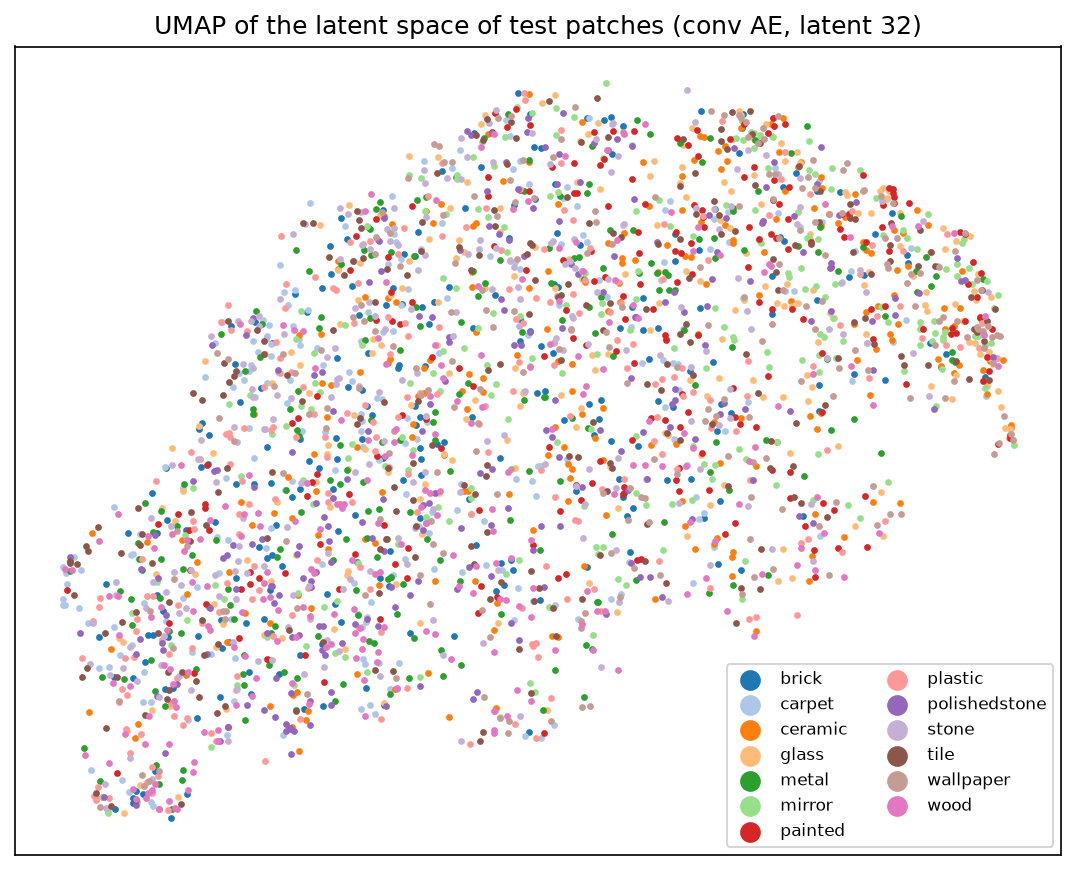 UMAP of the latent space of test patches (conv AE, latent 32)
brick
carpet
ceramic
glass
metal
mirror
painted
plastic
polishedstone
stone
tile
wallpaper
wood